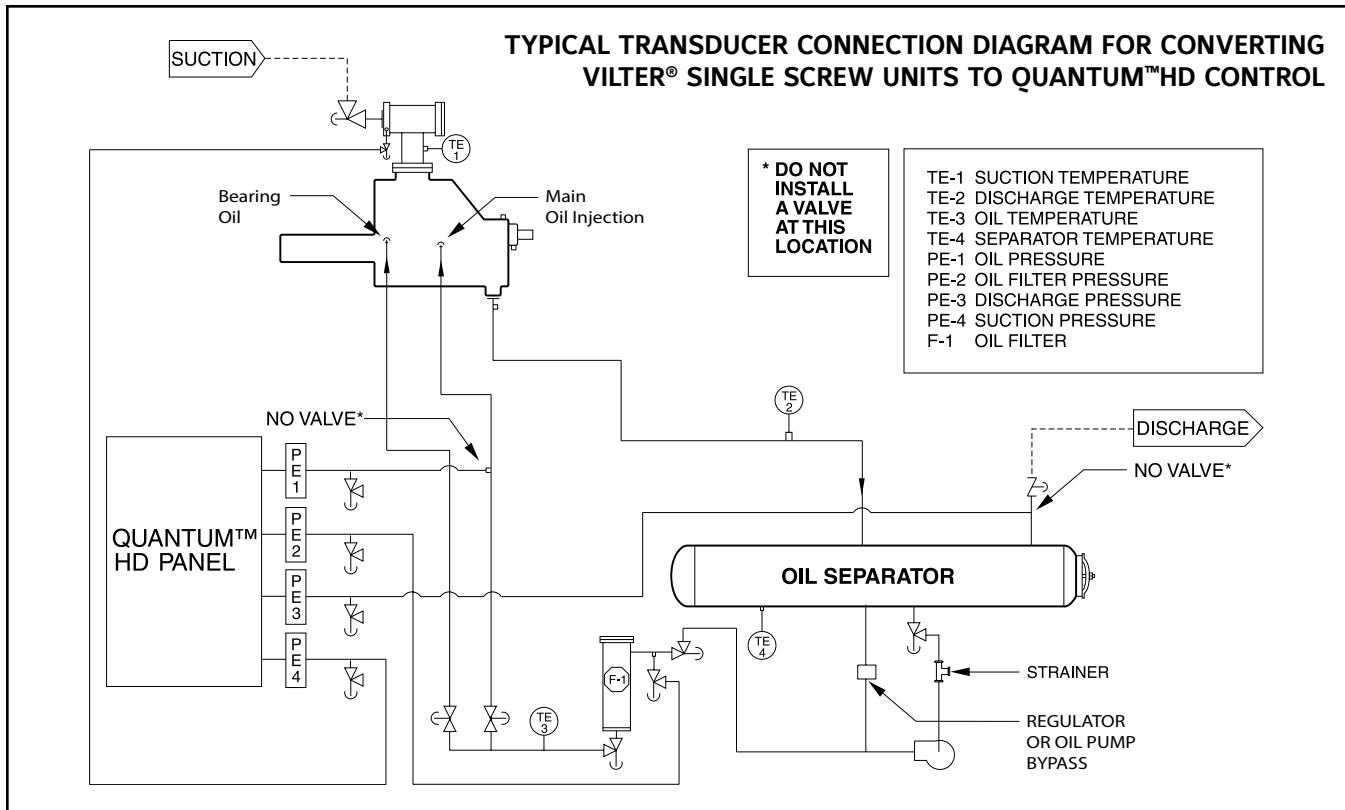 TYPICAL TRANSDUCER CONNECTION DIAGRAM FOR CONVERTING
VILTER® SINGLE SCREW UNITS TO QUANTUM™HD CONTROL
SUCTION
TE
1
Bearing
Oil
Main
Oil Injection
* DO NOT
INSTALL
A VALVE
AT THIS
LOCATION
TE-1 SUCTION TEMPERATURE
TE-2 DISCHARGE TEMPERATURE
TE-3 OIL TEMPERATURE
TE-4 SEPARATOR TEMPERATURE
PE-1 OIL PRESSURE
PE-2 OIL FILTER PRESSURE
PE-3 DISCHARGE PRESSURE
PE-4 SUCTION PRESSURE
F-1 OIL FILTER
TE
2
NO VALVE*
DISCHARGE
NO VALVE*
QUANTUM™
HD PANEL
P
E
1
P
E
2
P
E
3
P
E
4
OIL SEPARATOR
TE
4
F-1
TE
3
STRAINER
REGULATOR
OR OIL PUMP
BYPASS